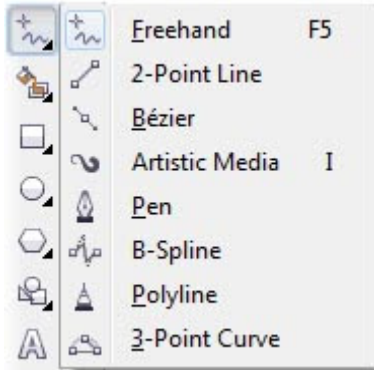 Freehand F5
2-Point Line
Bézier
Artistic Media I
Pen
B-Spline
Polyline
3-Point Curve